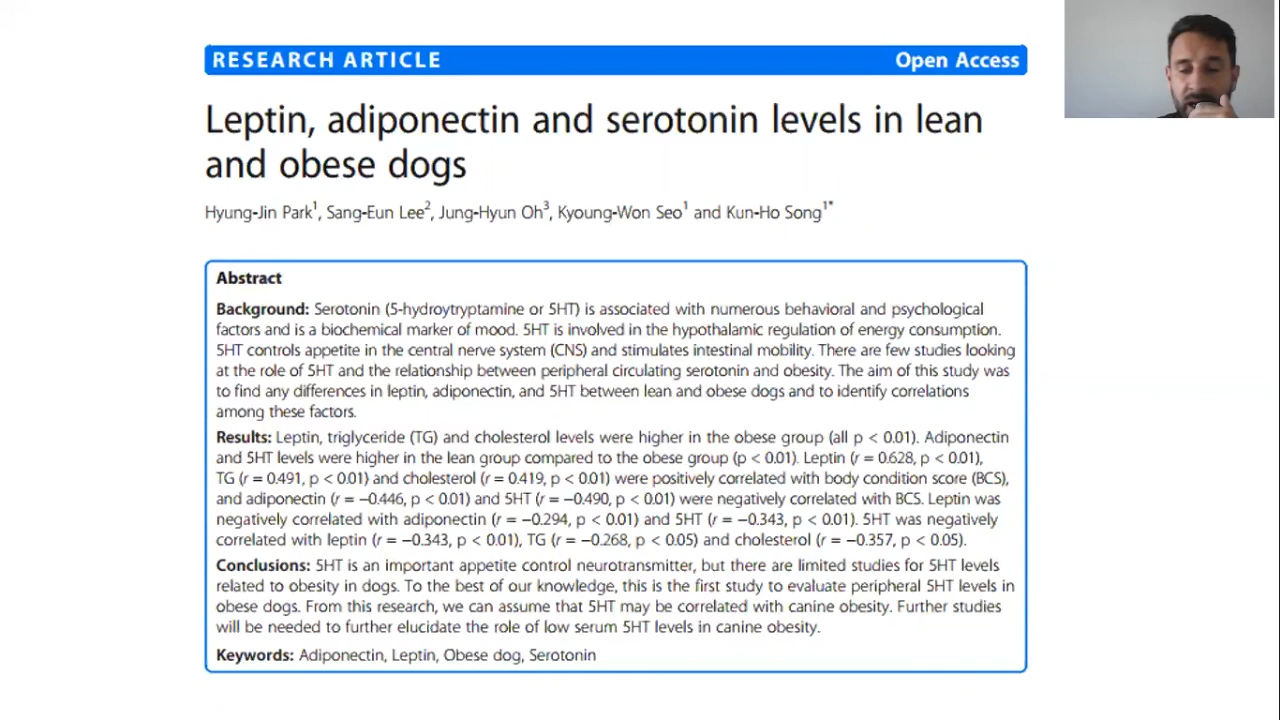 RESEARCH ARTICLE Open Access
Leptin, adiponectin and serotonin levels in lean
and obese dogs
Hyung-Jin Park1, Sang-Eun Lee2, Jung-Hyun Oh3, Kyoung-Won Seo1 and Kun-Ho Song1*
Abstract
Background: Serotonin (5-hydroytryptamine or 5HT) is associated with numerous behavioral and psychological
factors and is a biochemical marker of mood. 5HT is involved in the hypothalamic regulation of energy consumption.
5HT controls appetite in the central nerve system (CNS) and stimulates intestinal mobility. There are few studies looking
at the role of 5HT and the relationship between peripheral circulating serotonin and obesity. The aim of this study was
to find any differences in leptin, adiponectin, and 5HT between lean and obese dogs and to identify correlations
among these factors.
Results: Leptin, triglyceride (TG) and cholesterol levels were higher in the obese group (all p < 0.01). Adiponectin
and 5HT levels were higher in the lean group compared to the obese group (p < 0.01). Leptin (r = 0.628, p < 0.01),
TG (r = 0.491, p < 0.01) and cholesterol (r = 0.419, p < 0.01) were positively correlated with body condition score (BCS),
and adiponectin (r = −0.446, p < 0.01) and 5HT (r = −0.490, p < 0.01) were negatively correlated with BCS. Leptin was
negatively correlated with adiponectin (r = −0.294, p < 0.01) and 5HT (r = −0.343, p < 0.01). 5HT was negatively
correlated with leptin (r = −0.343, p < 0.01), TG (r = −0.268, p < 0.05) and cholesterol (r = −0.357, p < 0.05).
Conclusions: 5HT is an important appetite control neurotransmitter, but there are limited studies for 5HT levels
related to obesity in dogs. To the best of our knowledge, this is the first study to evaluate peripheral 5HT levels in
obese dogs. From this research, we can assume that 5HT may be correlated with canine obesity. Further studies
will be needed to further elucidate the role of low serum 5HT levels in canine obesity.
Keywords: Adiponectin, Leptin, Obese dog, Serotonin